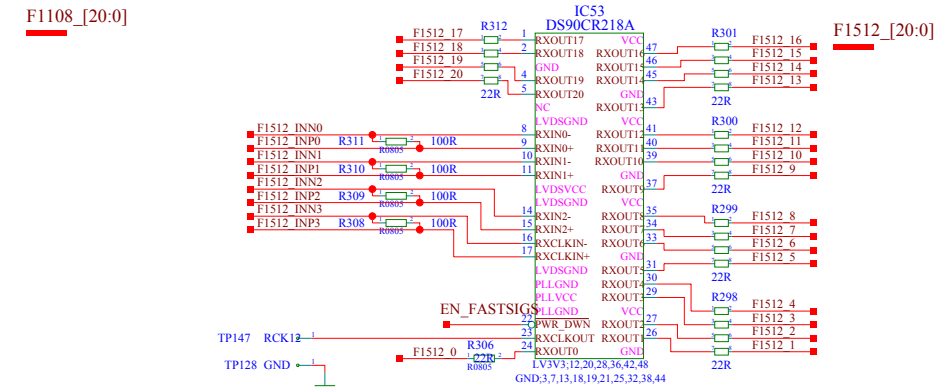 F1108_[20:0]
IC53
DS90CR218A
F1512_[20:0]
R312
F1512_17 1 RXOUT17 VCC
F1512_18 2 RXOUT18 RXOUT16 47 R301 F1512_16
F1512_19 GND RXOUT15 46 F1512_15
F1512_20 4 RXOUT19 RXOUT14 45 F1512_14
5 RXOUT20 GND F1512_13
22R NC RXOUT13 43 22R
LVDSGND VCC R300
F1512_INN0 8 RXIN0- RXOUT12 41 F1512_12
F1512_INP0 R311 R0805 100R 9 RXIN0+ RXOUT11 40 F1512_11
F1512_INN1 10 RXIN1- RXOUT10 39 F1512_10
F1512_INP1 R310 R0805 100R 11 RXIN1+ GND F1512_9
F1512_INN2 LVDSVCC RXOUT9 37 22R
F1512_INP2 R309 R0805 100R LVDSGND VCC R299
F1512_INN3 14 RXIN2- RXOUT8 35 F1512_8
F1512_INP3 R308 R0805 100R 15 RXIN2+ RXOUT7 34 F1512_7
16 RXCLKIN- RXOUT6 33 F1512_6
17 RXCLKIN+ GND F1512_5
LVDSGND RXOUT5 31 22R
PLLGND RXOUT4 30
PLLVCC RXOUT3 29 R298
EN_FASTSIGS PLLGND VCC F1512_4
22 PWR_DWN RXOUT2 27 F1512_3
TP147 RCK12 1 23 RXCLKOUT RXOUT1 26 F1512_2
F1512_0 R306 22R R0805 24 RXOUT0 GND F1512_1
TP128 GND 1 22R
LV3V3;12,20,28,36,42,48
GND;3,7,13,18,19,21,25,32,38,44